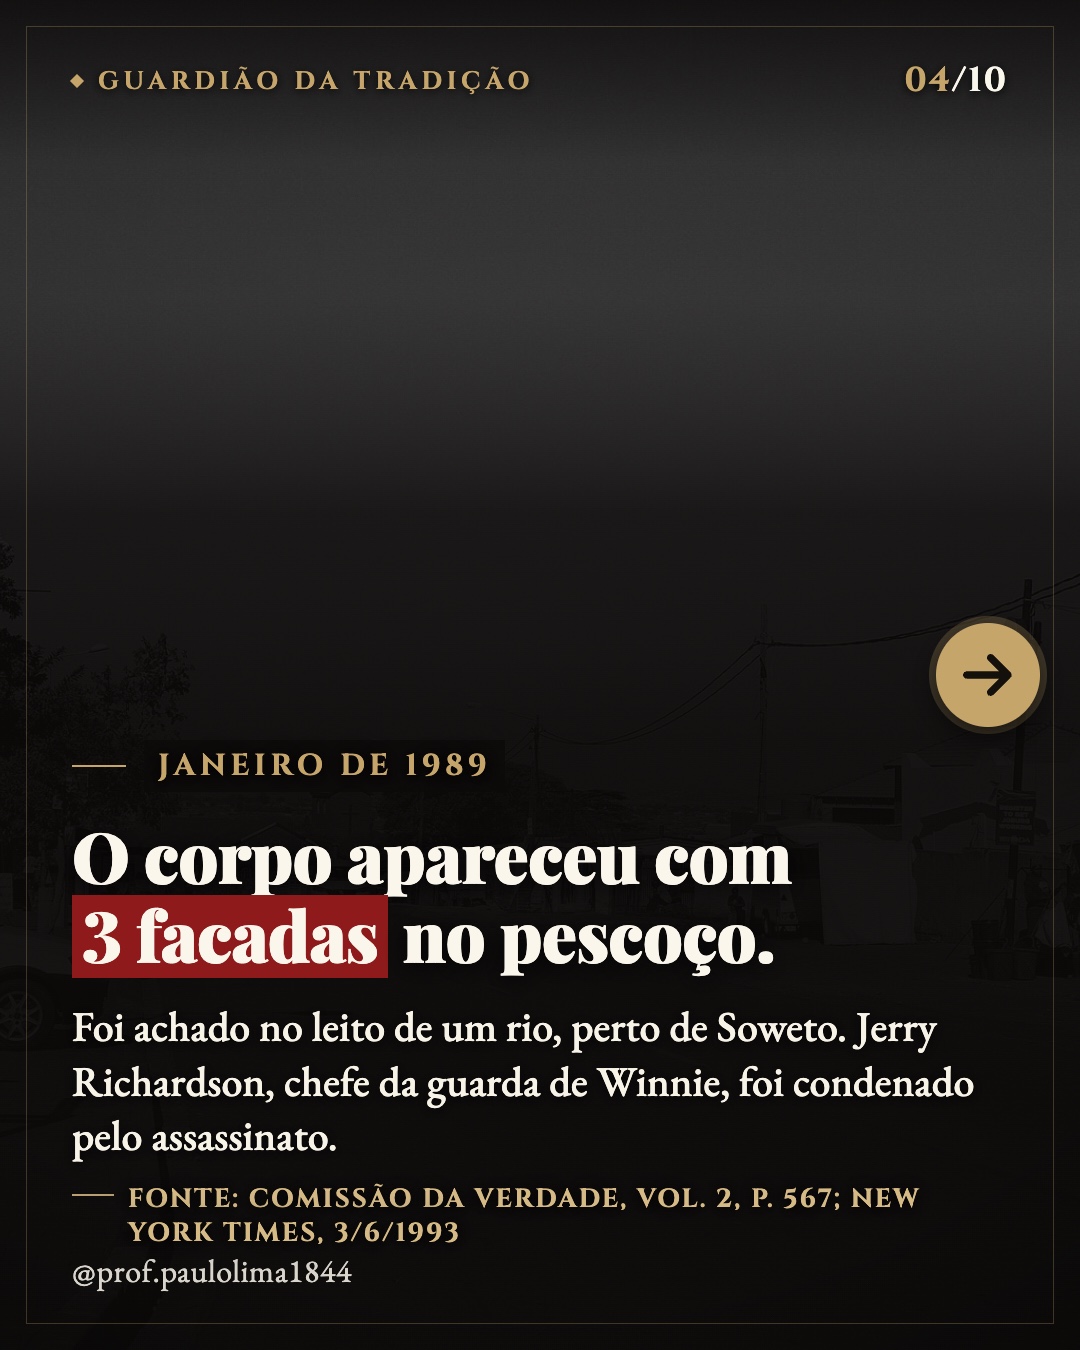 GUARDIÃO DA TRADIÇÃO
04/10
JANEIRO DE 1989
O corpo apareceu com
3 facadas no pescoço.
Foi achado no leito de um rio, perto de Soweto. Jerry
Richardson, chefe da guarda de Winnie, foi condenado
pelo assassinato.
FONTE: COMISSÃO DA VERDADE, VOL. 2, P. 567; NEW
YORK TIMES, 3/6/1993
@prof.paulolima1844